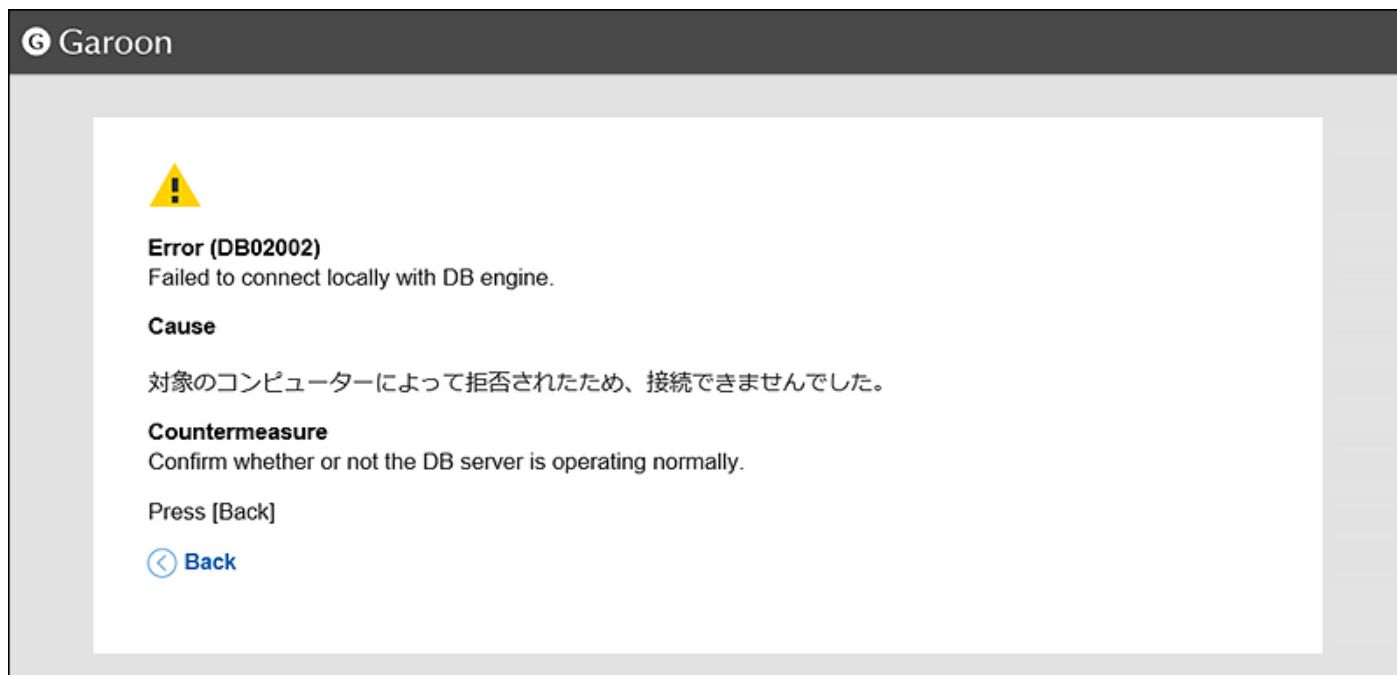 G Garoon
Error (DB02002)
Failed to connect locally with DB engine.
Cause
対象のコンピューターによって拒否されたため、接続できませんでした。
Countermeasure
Confirm whether or not the DB server is operating normally.
Press [Back]
Back